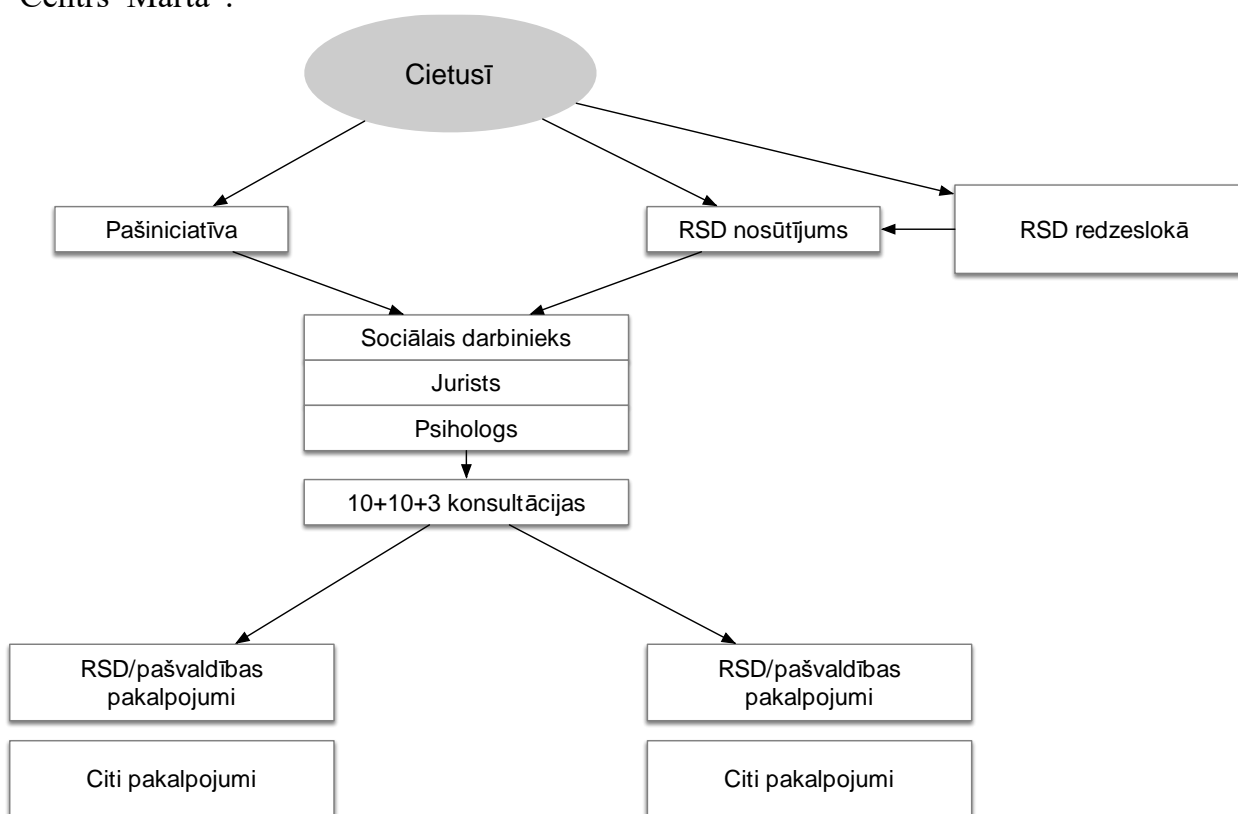 Centrs "Marta".
Cietusī
Pašiniciatīva
RSD nosūtījums
RSD redzeslokā
Sociālais darbinieks
Jurists
Psihologs
10+10+3 konsultācijas
RSD/pašvaldības
pakalpojumi
RSD/pašvaldības
pakalpojumi
Citi pakalpojumi
Citi pakalpojumi